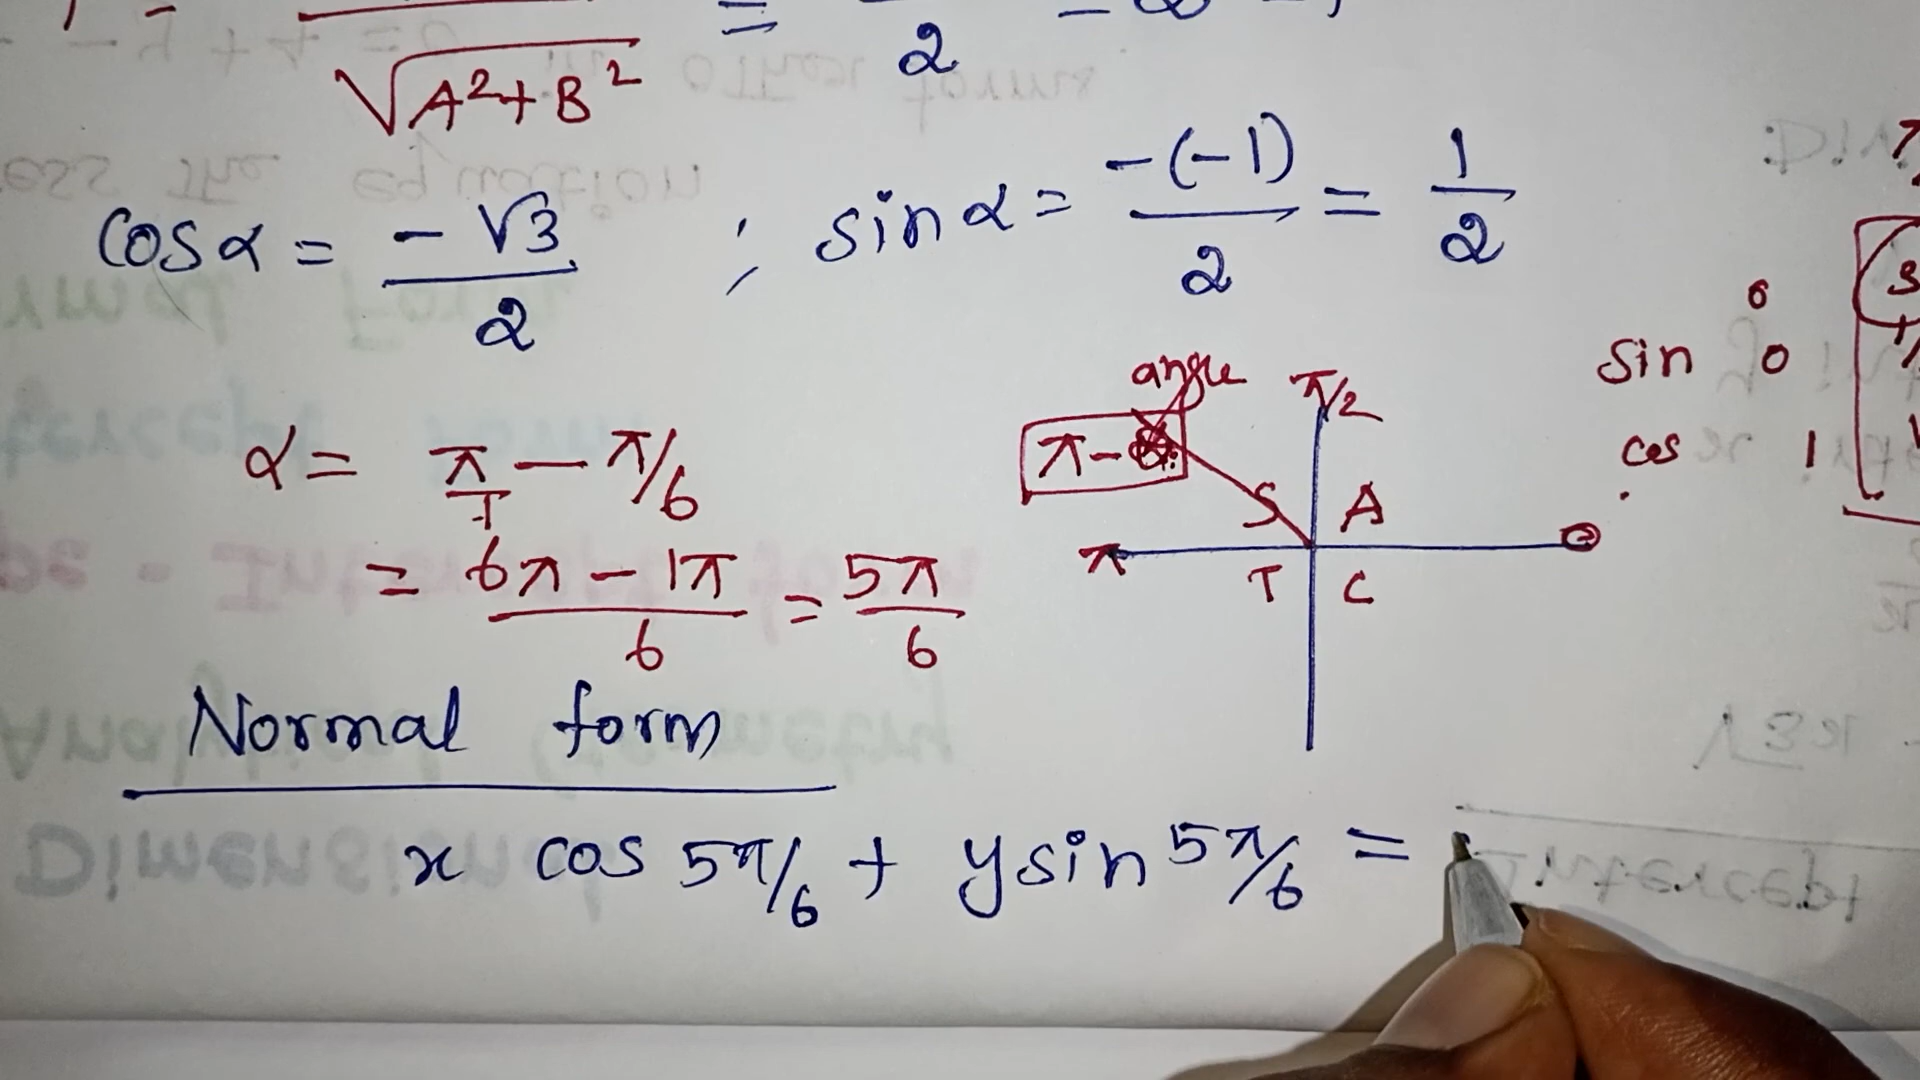 √A²+B² = 2
cos α = -√3/2 ; sin α = -(-1)/2 = 1/2
angle π/2
π-
α = π/1 - π/6
S A
π 0
T C
= 6π - 1π/6 = 5π/6
sin 0
cos 1
Normal form
x cos 5π/6 + y sin 5π/6 =